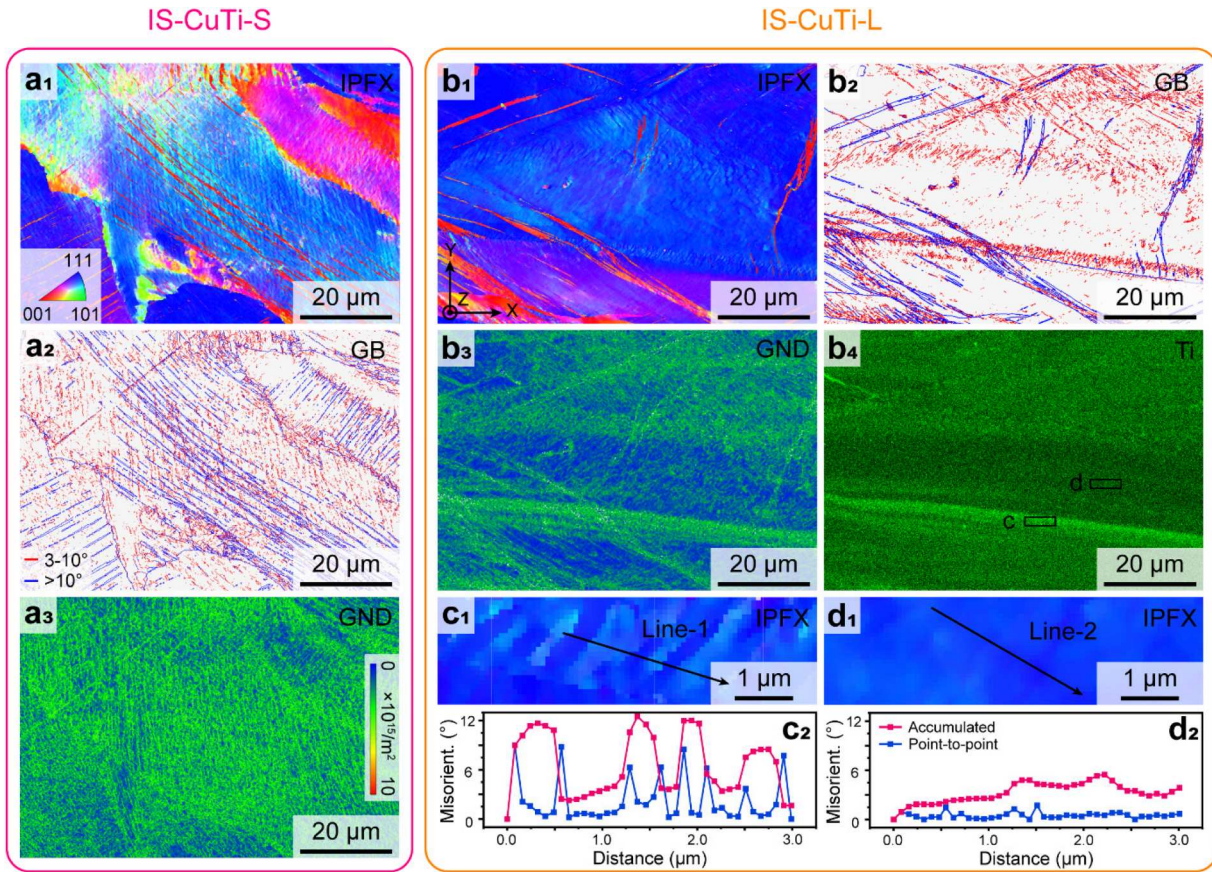 IS-CuTi-S
IS-CuTi-L
a₁ IPFX
111
001 101
20 μm
b₁ IPFX
Y
Z X
20 μm
b₂ GB
20 μm
a₂ GB
3-10°
>10°
20 μm
b₃ GND
20 μm
b₄ Ti
d
c
20 μm
a₃ GND
0
×10¹⁵/m²
10
20 μm
c₁ IPFX
Line-1
1 μm
d₁ IPFX
Line-2
1 μm
c₂
Misorient. (°)
12
6
0
0.0 1.0 2.0 3.0
Distance (μm)
d₂
Accumulated
Point-to-point
Misorient. (°)
12
6
0
0.0 1.0 2.0 3.0
Distance (μm)